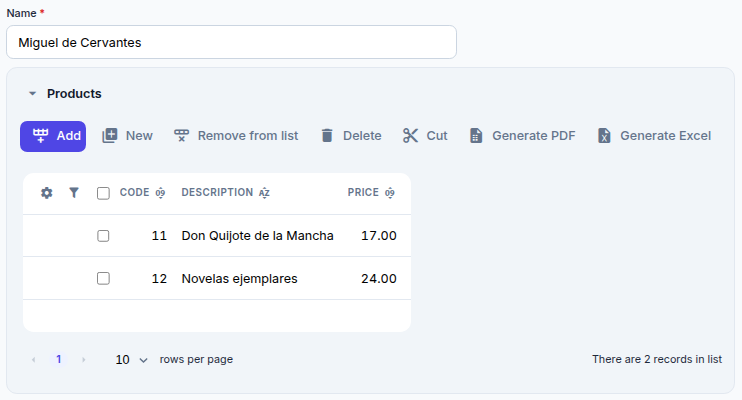 Name *
Miguel de Cervantes
Products
Add New Remove from list Delete Cut Generate PDF Generate Excel
CODE DESCRIPTION PRICE
11 Don Quijote de la Mancha 17.00
12 Novelas ejemplares 24.00
1 10 rows per page There are 2 records in list